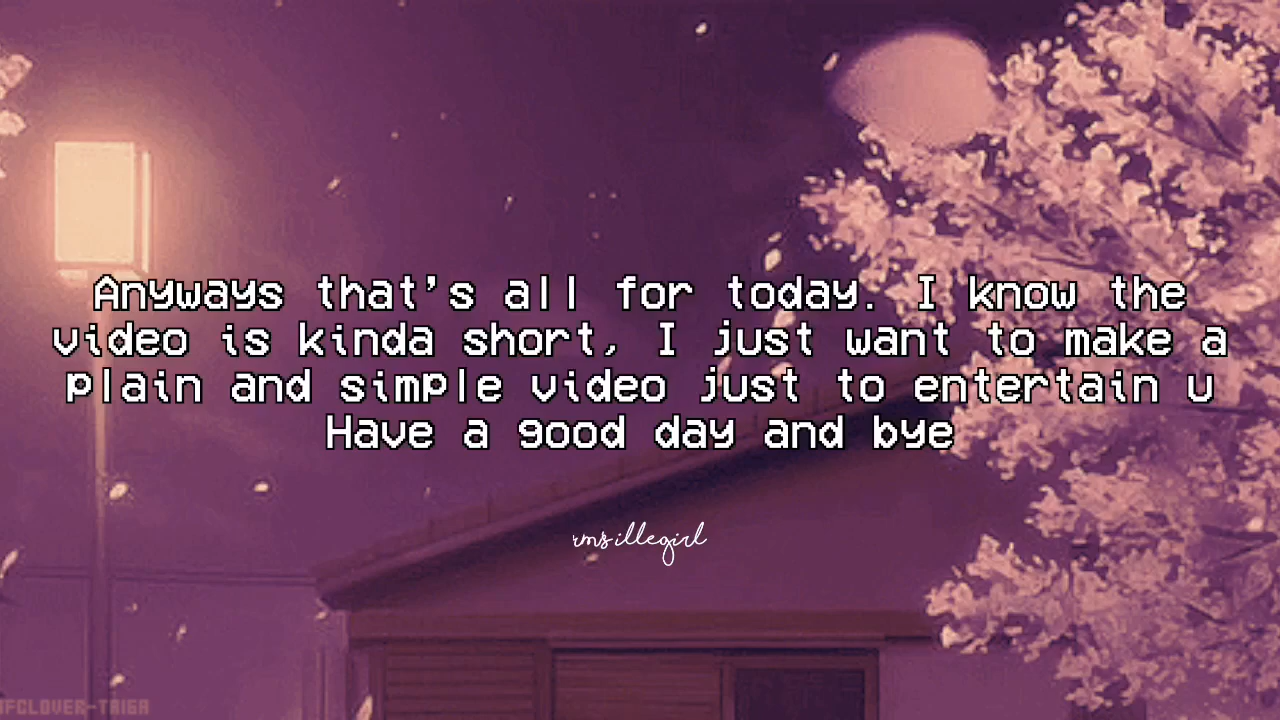 Anyways that's all for today. I know the
video is kinda short, I just want to make a
plain and simple video just to entertain u
Have a good day and bye
rmsillegirl